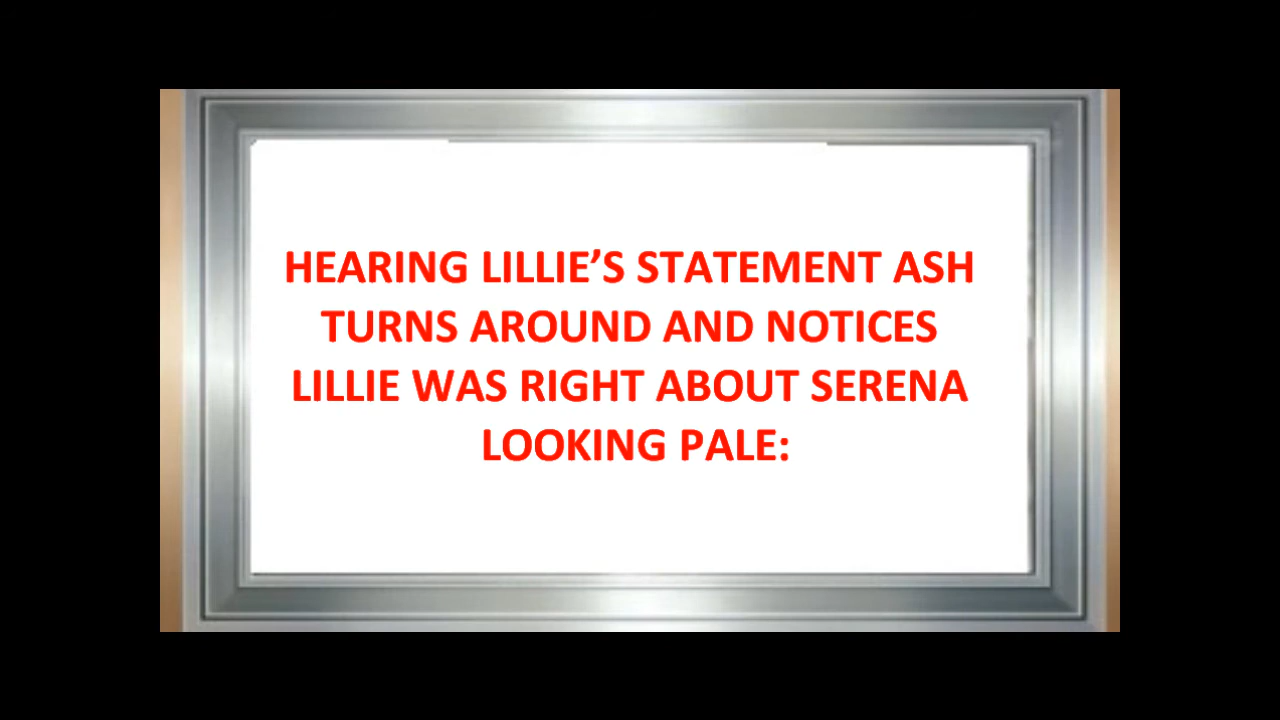 HEARING LILLIE’S STATEMENT ASH
TURNS AROUND AND NOTICES
LILLIE WAS RIGHT ABOUT SERENA
LOOKING PALE: